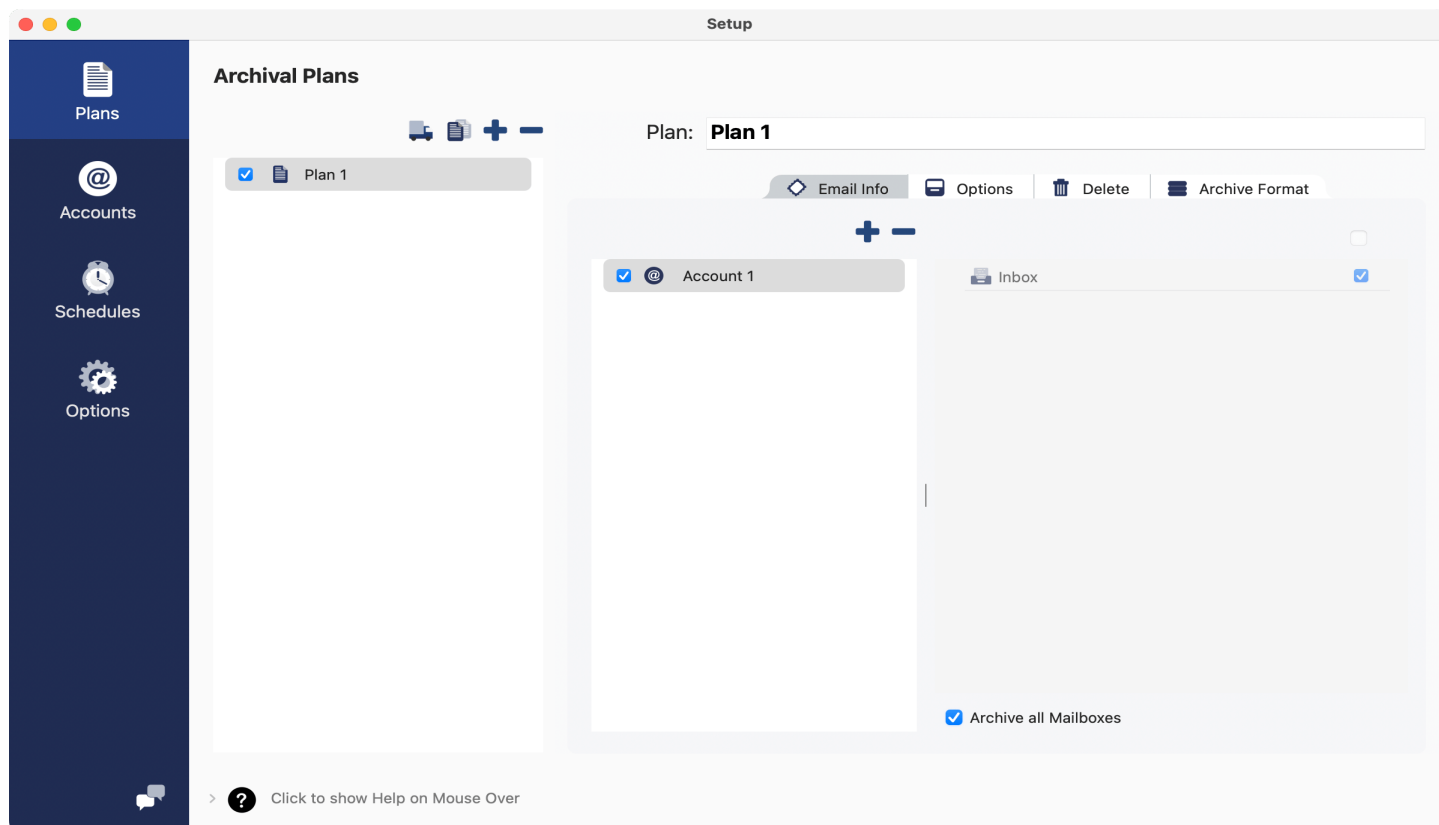 Setup
Plans
Accounts
Schedules
Options
Archival Plans
Plan 1
Plan: Plan 1
Email Info
Options
Delete
Archive Format
Account 1
Inbox
Archive all Mailboxes
? Click to show Help on Mouse Over